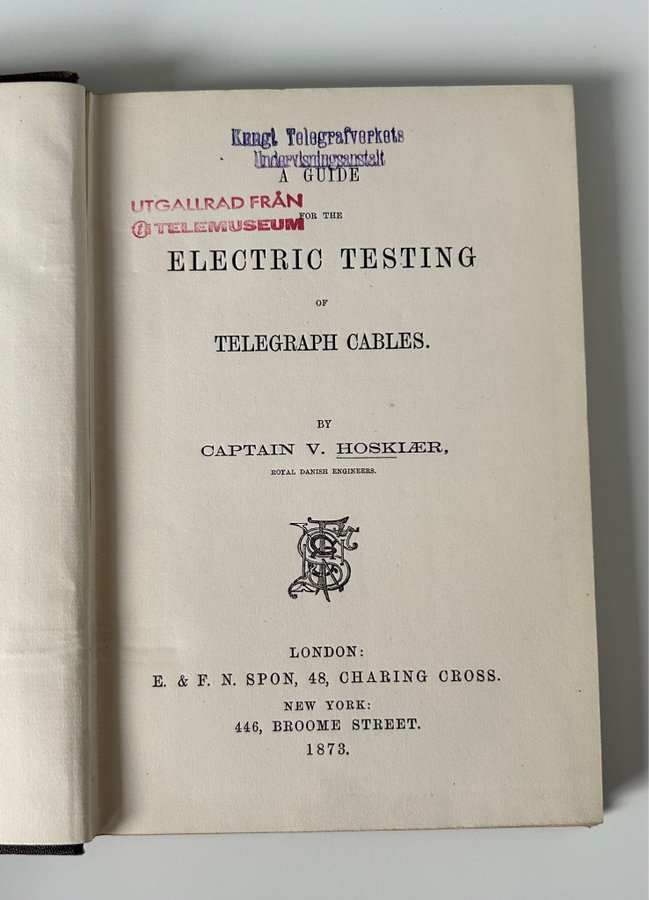 Kungl. Telegrafverkets
Undervisningsanstalt
A GUIDE
UTGALLRAD FRÅN
TELEMUSEUM
FOR THE
ELECTRIC TESTING
OF
TELEGRAPH CABLES.
BY
CAPTAIN V. HOSKIÆR,
ROYAL DANISH ENGINEERS.
LONDON:
E. & F. N. SPON, 48, CHARING CROSS.
NEW YORK:
446, BROOME STREET.
1873.